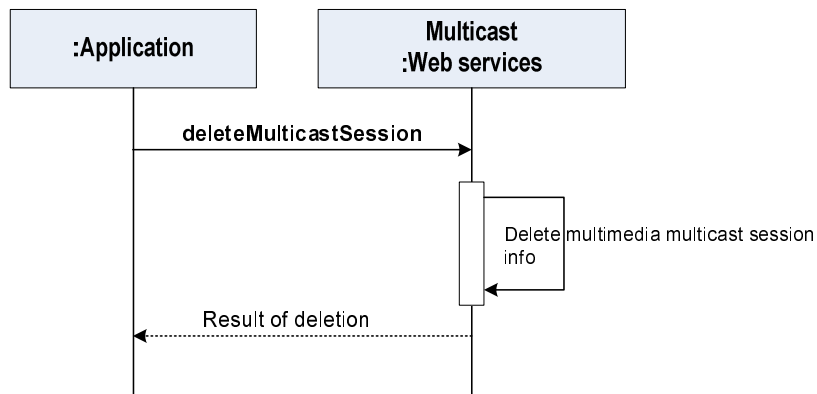 :Application
Multicast
:Web services
deleteMulticastSession
Delete multimedia multicast session
info
Result of deletion